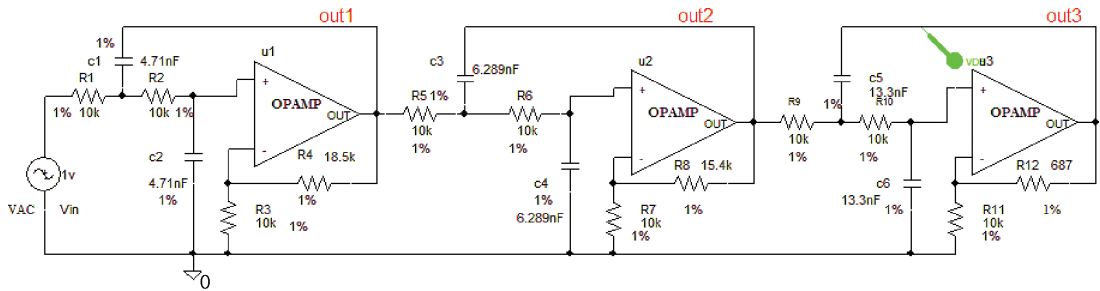 out1
out2
out3
1%
c1
4.71nF
u1
R1
10k
1%
R2
10k
1%
+
OPAMP
OUT
-
c2
4.71nF
1%
R4
18.5k
1%
R3
10k
1%
1v
VAC
Vin
0
c3
6.289nF
u2
R5
1%
10k
1%
R6
10k
1%
+
OPAMP
OUT
-
c4
1%
6.289nF
R8
15.4k
1%
R7
10k
1%
c5
13.3nF
R9
1%
10k
1%
R10
10k
1%
u3
+
OPAMP
OUT
-
c6
13.3nF
1%
R12
687
1%
R11
10k
1%